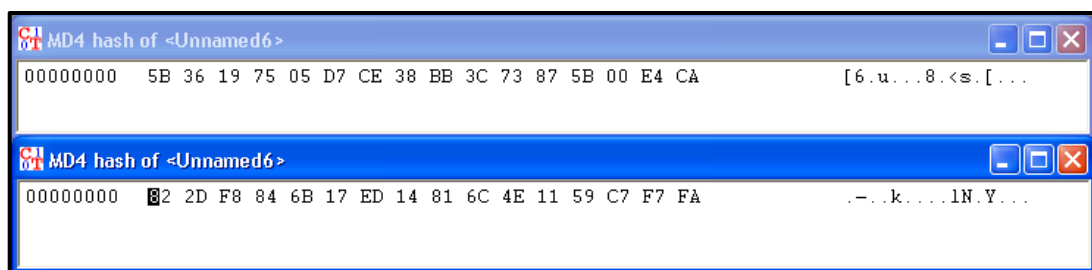 MD4 hash of <Unnamed6>
00000000 5B 36 19 75 05 D7 CE 38 BB 3C 73 87 5B 00 E4 CA [6.u...8.<s.[...
MD4 hash of <Unnamed6>
00000000 82 2D F8 84 6B 17 ED 14 81 6C 4E 11 59 C7 F7 FA .-..k....lN.Y...